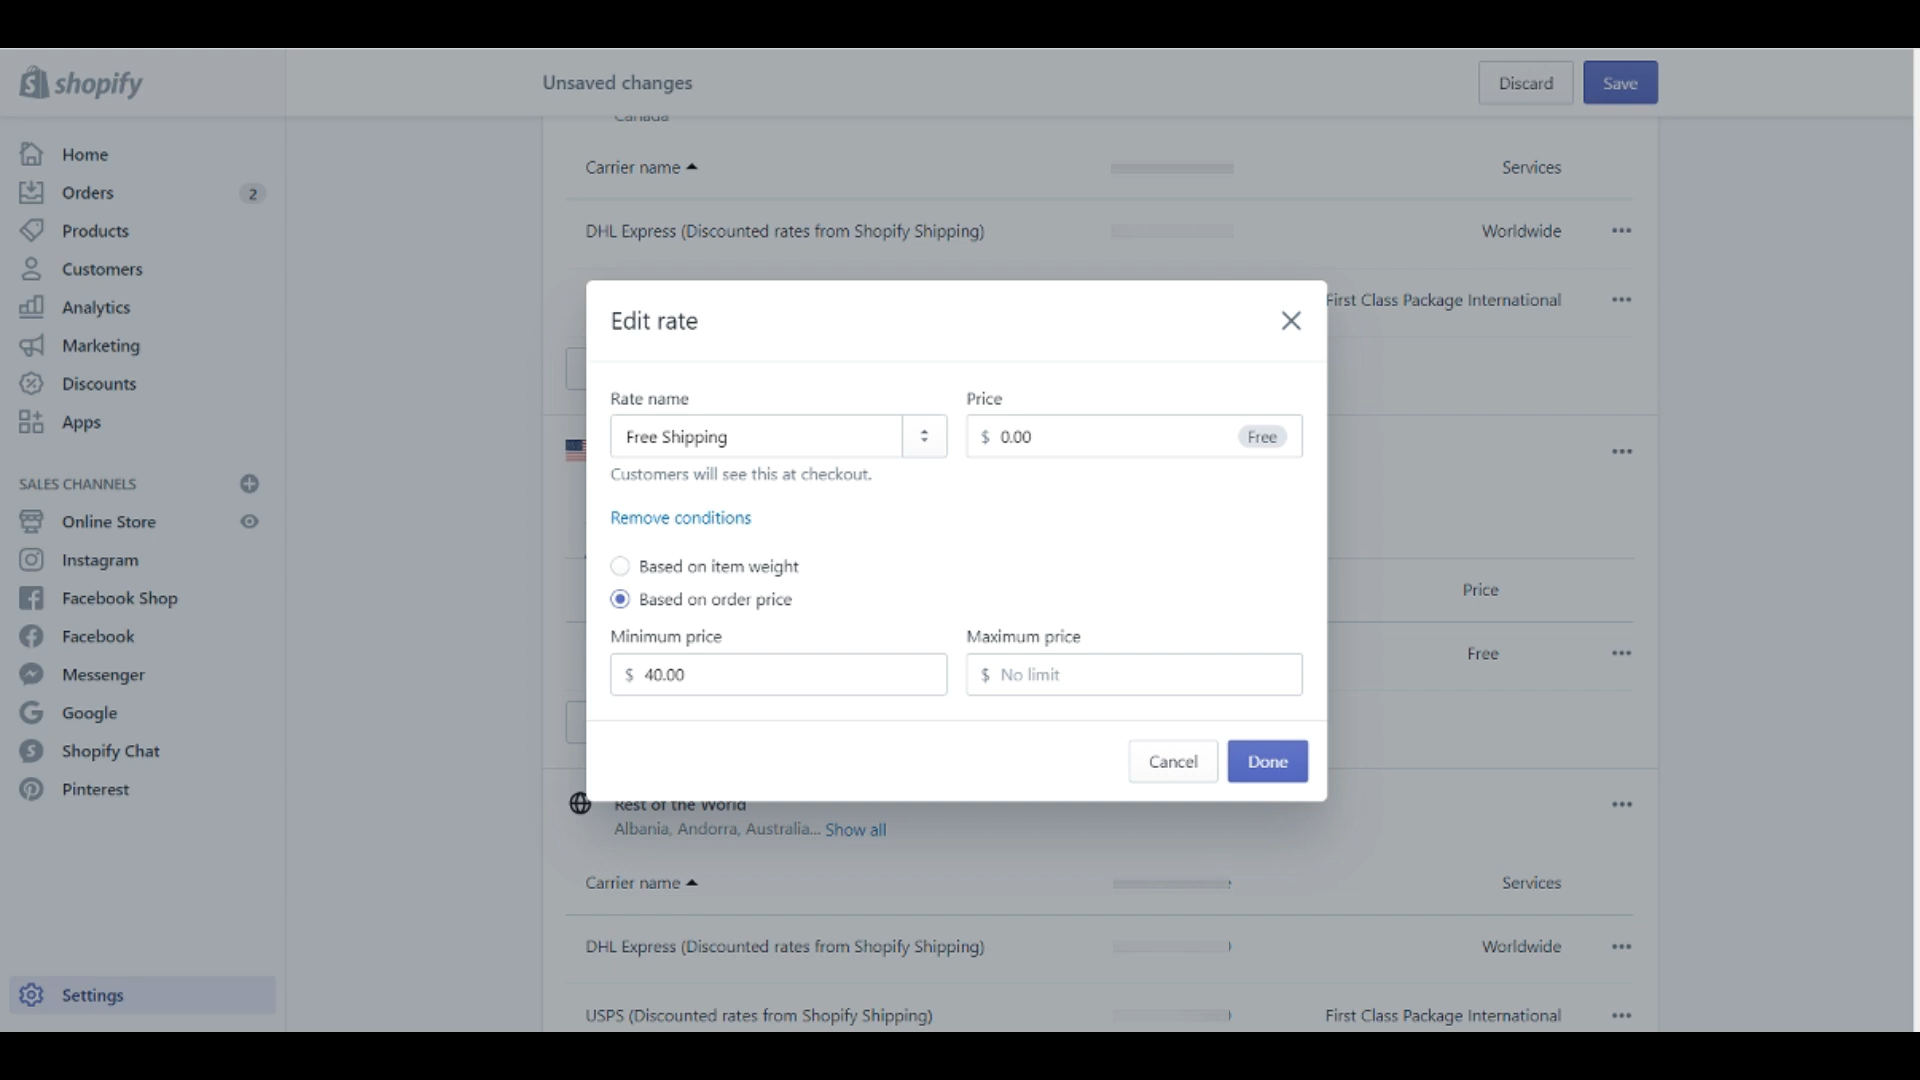 shopify
Unsaved changes
Discard
Save
Home
Orders
2
Products
Customers
Analytics
Marketing
Discounts
Apps
SALES CHANNELS
Online Store
Instagram
Facebook Shop
Facebook
Messenger
Google
Shopify Chat
Pinterest
Settings
Canada
Carrier name
Services
DHL Express (Discounted rates from Shopify Shipping)
Worldwide
First Class Package International
Edit rate
Rate name
Price
Free Shipping
$ 0.00
Free
Customers will see this at checkout.
Remove conditions
Based on item weight
Based on order price
Minimum price
Maximum price
$ 40.00
$ No limit
Cancel
Done
Price
Free
Rest of the World
Albania, Andorra, Australia... Show all
Carrier name
Services
DHL Express (Discounted rates from Shopify Shipping)
Worldwide
USPS (Discounted rates from Shopify Shipping)
First Class Package International